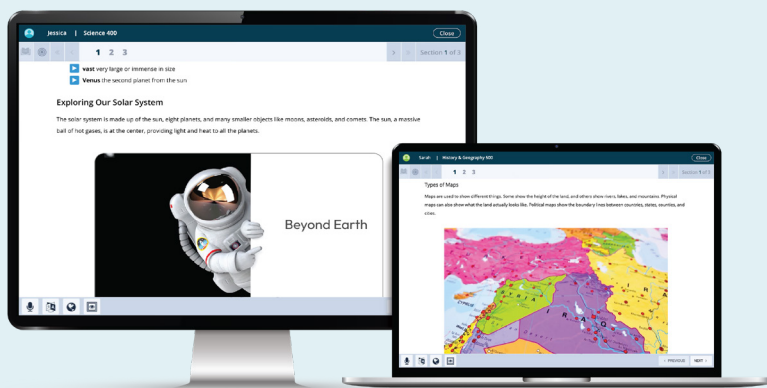 Jessica | Science 400
Close
1 2 3
Section 1 of 3
vast very large or immense in size
Venus the second planet from the sun
Exploring Our Solar System
The solar system is made up of the sun, eight planets, and many smaller objects like moons, asteroids, and comets. The sun, a massive
ball of hot gases, is at the center, providing light and heat to all the planets.
Beyond Earth
Sarah | History & Geography 500
Close
1 2 3
Section 1 of 3
Types of Maps
Maps are used to show different things. Some show the height of the land, and others show rivers, lakes, and mountains. Physical
maps can also show what the land actually looks like. Political maps show the boundary lines between countries, states, counties, and
cities.
CYPRUS
IRAQ
PREVIOUS
NEXT